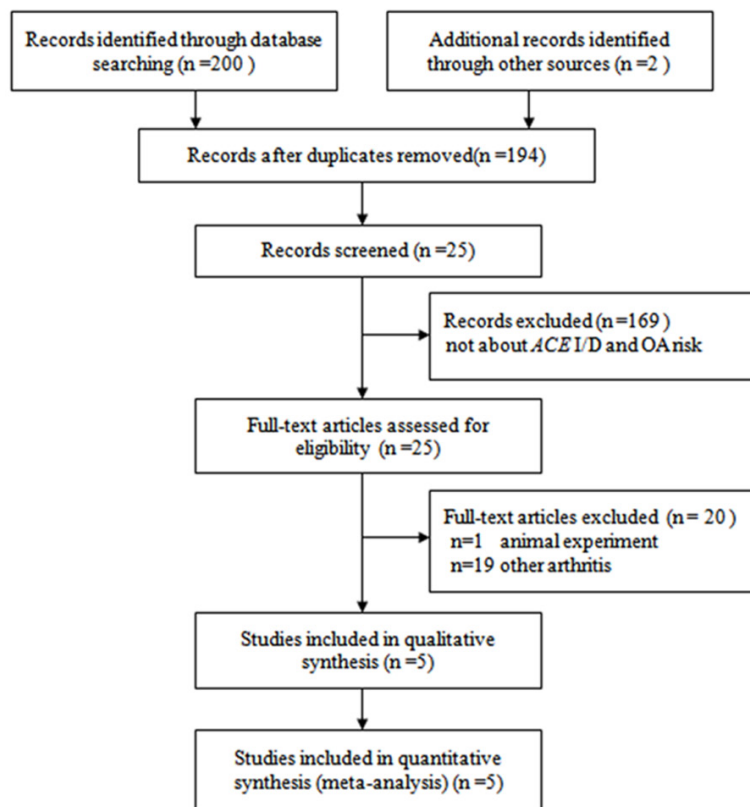 Records identified through database
searching (n =200 )
Additional records identified
through other sources (n =2 )
Records after duplicates removed(n =194)
Records screened (n =25)
Records excluded (n=169 )
not about ACE I/D and OA risk
Full-text articles assessed for
eligibility (n =25)
Full-text articles excluded (n= 20 )
n=1 animal experiment
n=19 other arthritis
Studies included in qualitative
synthesis (n =5)
Studies included in quantitative
synthesis (meta-analysis) (n =5)